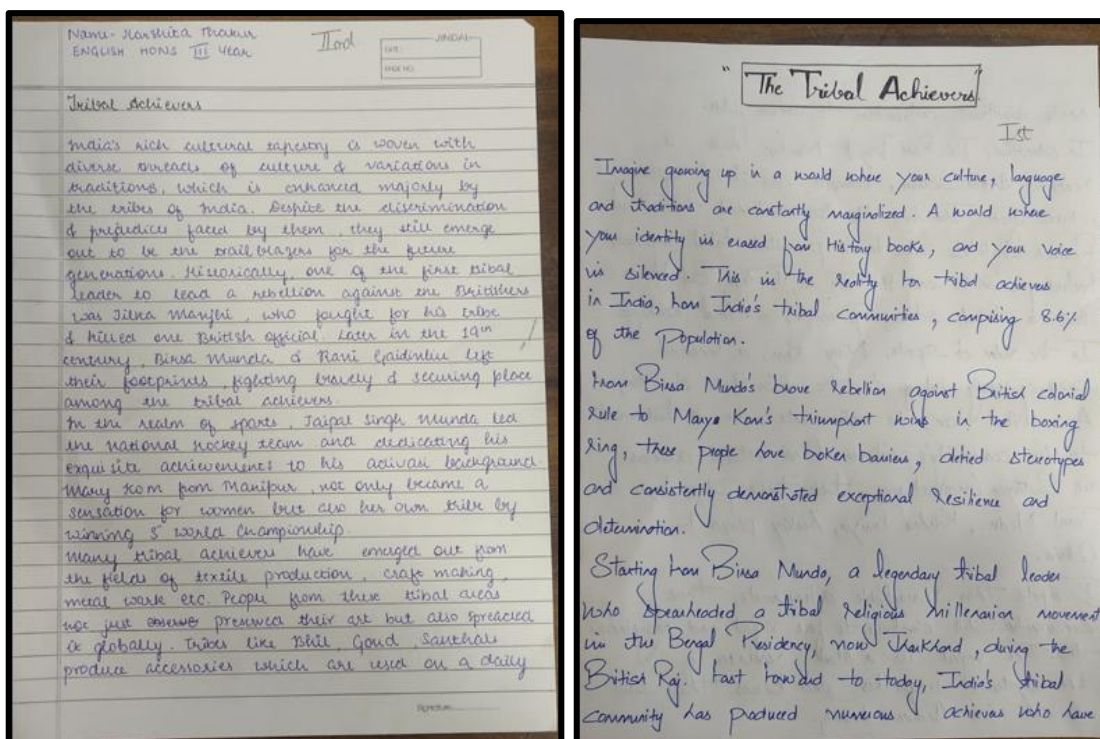 Name- Harshita Thakur
ENGLISH HONS III Year
IInd
JINDAL
DATE:
PAGE NO.
Tribal Achievers
India's rich cultural tapestry is woven with
diverse threads of culture & variations in
traditions, which is enhanced majorly by
the tribes of India. Despite the discrimination
& prejudices faced by them, they still emerge
out to be the trail blazers for the future
generations. Historically, one of the first tribal
leader to lead a rebellion against the Britishers
was Tilka Manjhi, who fought for his tribe
& killed one British official. Later in the 19th
century, Birsa Munda & Rani Gaidinliu left
their footprints, fighting bravely & securing place
among the tribal achievers.
In the realm of sports, Jaipal Singh Munda led
the national hockey team and dedicating his
exquisite achievements to his adivasi background.
Mary Kom from Manipur, not only became a
sensation for women but also her own tribe by
winning 5 world championship.
Many tribal achievers have emerged out from
the fields of textile production, craft making,
metal work etc. People from these tribal areas
not just preserved their art but also spreaded
it globally. Tribes like Bhil, Gond, Santhals
produce accessories which are used on a daily
Signature
"The Tribal Achievers"
Ist
Imagine growing up in a world where your culture, language
and traditions are constantly marginalized. A world where
your identity is erased from History books, and your voice
is silenced. This is the reality for tribal achievers
in India, from India's tribal communities, comprising 8.6%
of the Population.
From Birsa Munda's brave Rebellion against British colonial
rule to Marya Kom's triumphant wins in the boxing
ring, these people have broken barriers, defied stereotypes
and consistently demonstrated exceptional Resilience and
determination.
Starting from Birsa Munda, a legendary tribal leader
who spearheaded a tribal religious millenarian movement
in the Bengal Presidency, now Jharkhand, during the
British Raj. Fast forward to today, India's tribal
community has produced numerous achievers who have